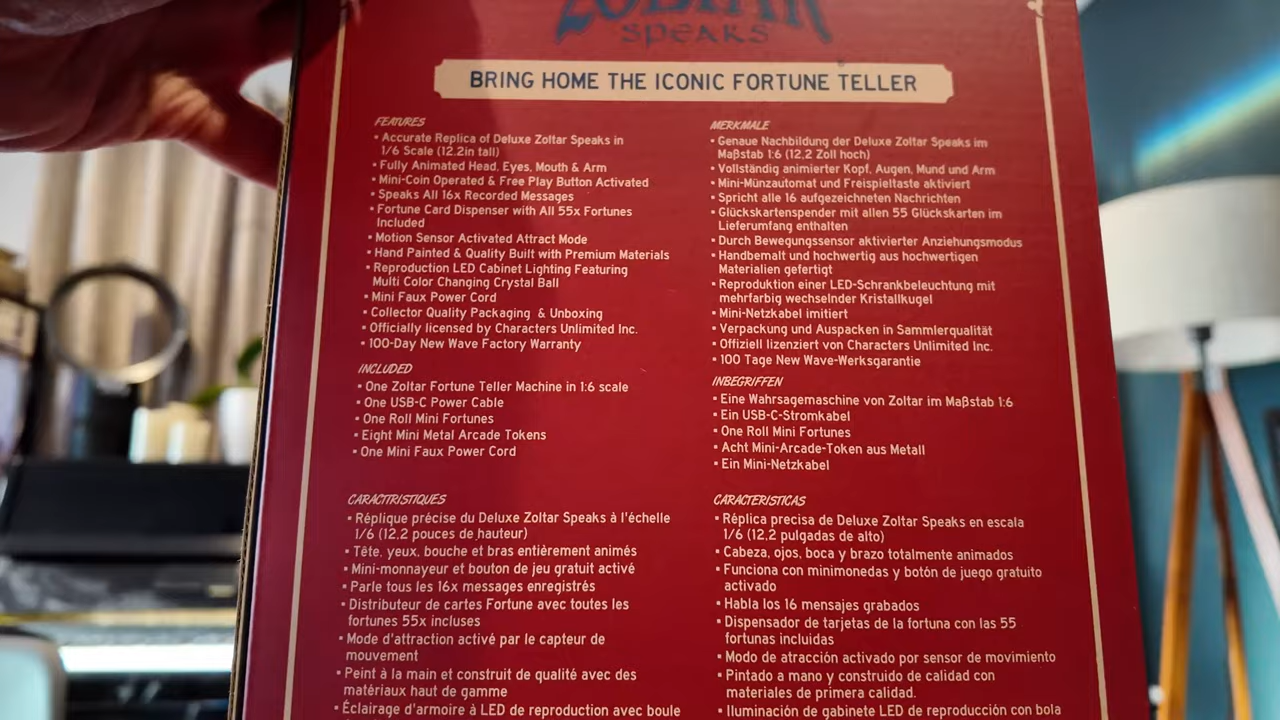 ZOLTAR
SPEAKS
BRING HOME THE ICONIC FORTUNE TELLER
FEATURES
• Accurate Replica of Deluxe Zoltar Speaks in
1/6 Scale (12.2in tall)
• Fully Animated Head, Eyes, Mouth & Arm
• Mini-Coin Operated & Free Play Button Activated
• Speaks All 16x Recorded Messages
• Fortune Card Dispenser with All 55x Fortunes
Included
• Motion Sensor Activated Attract Mode
• Hand Painted & Quality Built with Premium Materials
• Reproduction LED Cabinet Lighting Featuring
Multi Color Changing Crystal Ball
• Mini Faux Power Cord
• Collector Quality Packaging & Unboxing
• Officially licensed by Characters Unlimited Inc.
• 100-Day New Wave Factory Warranty
INCLUDED
• One Zoltar Fortune Teller Machine in 1:6 scale
• One USB-C Power Cable
• One Roll Mini Fortunes
• Eight Mini Metal Arcade Tokens
• One Mini Faux Power Cord
MERKMALE
• Genaue Nachbildung der Deluxe Zoltar Speaks im
Maßstab 1:6 (12,2 Zoll hoch)
• Vollständig animierter Kopf, Augen, Mund und Arm
• Mini-Münzautomat und Freispieltaste aktiviert
• Spricht alle 16 aufgezeichneten Nachrichten
• Glückskartenspender mit allen 55 Glückskarten im
Lieferumfang enthalten
• Durch Bewegungssensor aktivierter Anziehungsmodus
• Handbemalt und hochwertig aus hochwertigen
Materialien gefertigt
• Reproduktion einer LED-Schrankbeleuchtung mit
mehrfarbig wechselnder Kristallkugel
• Mini-Netzkabel imitiert
• Verpackung und Auspacken in Sammlerqualität
• Offiziell lizenziert von Characters Unlimited Inc.
• 100 Tage New Wave-Werksgarantie
INBEGRIFFEN
• Eine Wahrsagemaschine von Zoltar im Maßstab 1:6
• Ein USB-C-Stromkabel
• One Roll Mini Fortunes
• Acht Mini-Arcade-Token aus Metall
• Ein Mini-Netzkabel
CARACTTRISTIQUES
• Réplique précise du Deluxe Zoltar Speaks à l'échelle
1/6 (12,2 pouces de hauteur)
• Tête, yeux, bouche et bras entièrement animés
• Mini-monnayeur et bouton de jeu gratuit activé
• Parle tous les 16x messages enregistrés
• Distributeur de cartes Fortune avec toutes les
fortunes 55x incluses
• Mode d'attraction activé par le capteur de
mouvement
• Peint à la main et construit de qualité avec des
matériaux haut de gamme
• Éclairage d'armoire à LED de reproduction avec boule
CARACTERISTICAS
• Réplica precisa de Deluxe Zoltar Speaks en escala
1/6 (12,2 pulgadas de alto)
• Cabeza, ojos, boca y brazo totalmente animados
• Funciona con minimonedas y botón de juego gratuito
activado
• Habla los 16 mensajes grabados
• Dispensador de tarjetas de la fortuna con las 55
fortunas incluidas
• Modo de atracción activado por sensor de movimiento
• Pintado a mano y construido de calidad con
materiales de primera calidad.
• Iluminación de gabinete LED de reproducción con bola